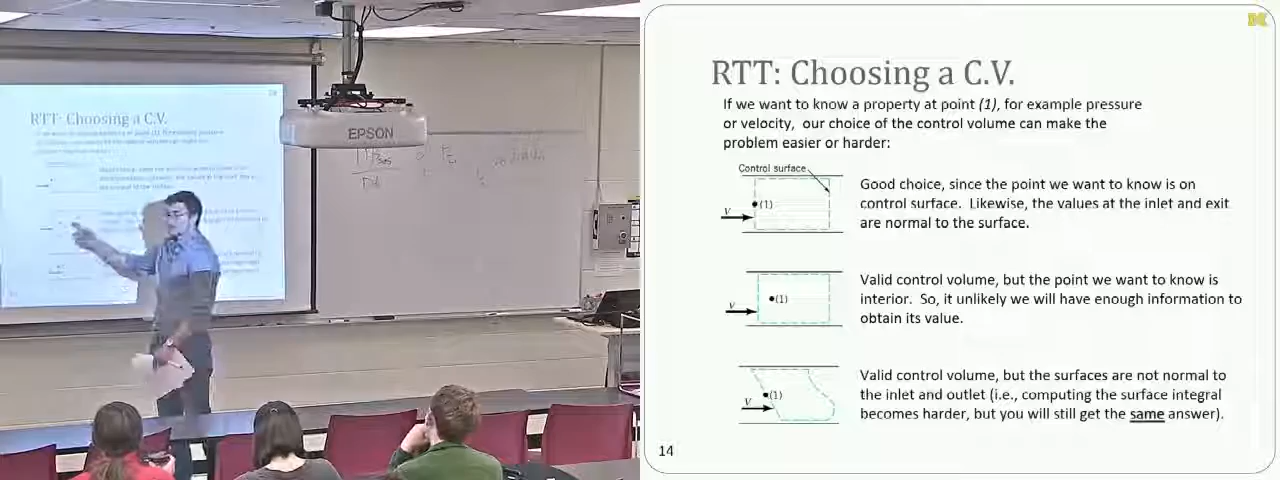 RTT: Choosing a C.V.
EPSON
RTT: Choosing a C.V.
If we want to know a property at point (1), for example pressure
or velocity, our choice of the control volume can make the
problem easier or harder:
Control surface
V
(1)
Good choice, since the point we want to know is on
control surface. Likewise, the values at the inlet and exit
are normal to the surface.
V
(1)
Valid control volume, but the point we want to know is
interior. So, it unlikely we will have enough information to
obtain its value.
V
(1)
Valid control volume, but the surfaces are not normal to
the inlet and outlet (i.e., computing the surface integral
becomes harder, but you will still get the same answer).
14